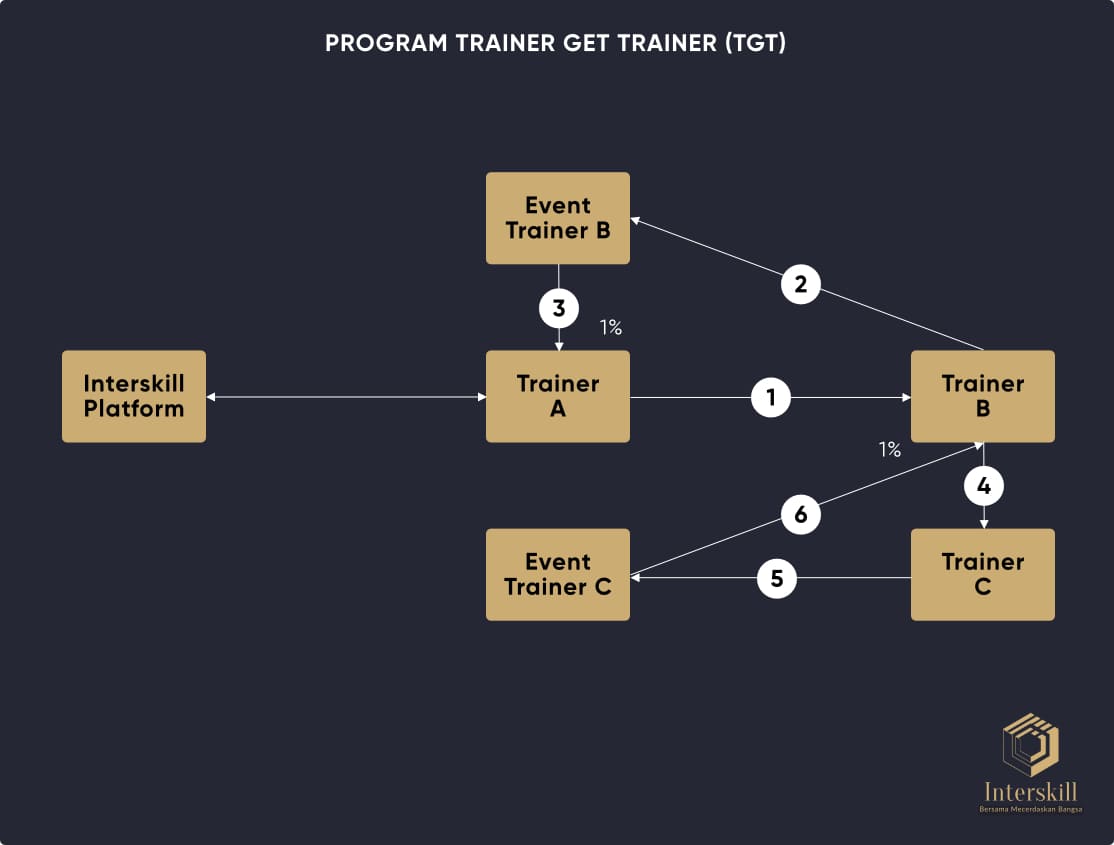 PROGRAM TRAINER GET TRAINER (TGT)
Event
Trainer B
2
3
1%
Interskill
Platform
Trainer
A
1
Trainer
B
1%
4
6
Event
Trainer C
5
Trainer
C
Interskill
Bersama Mecerdaskan Bangsa